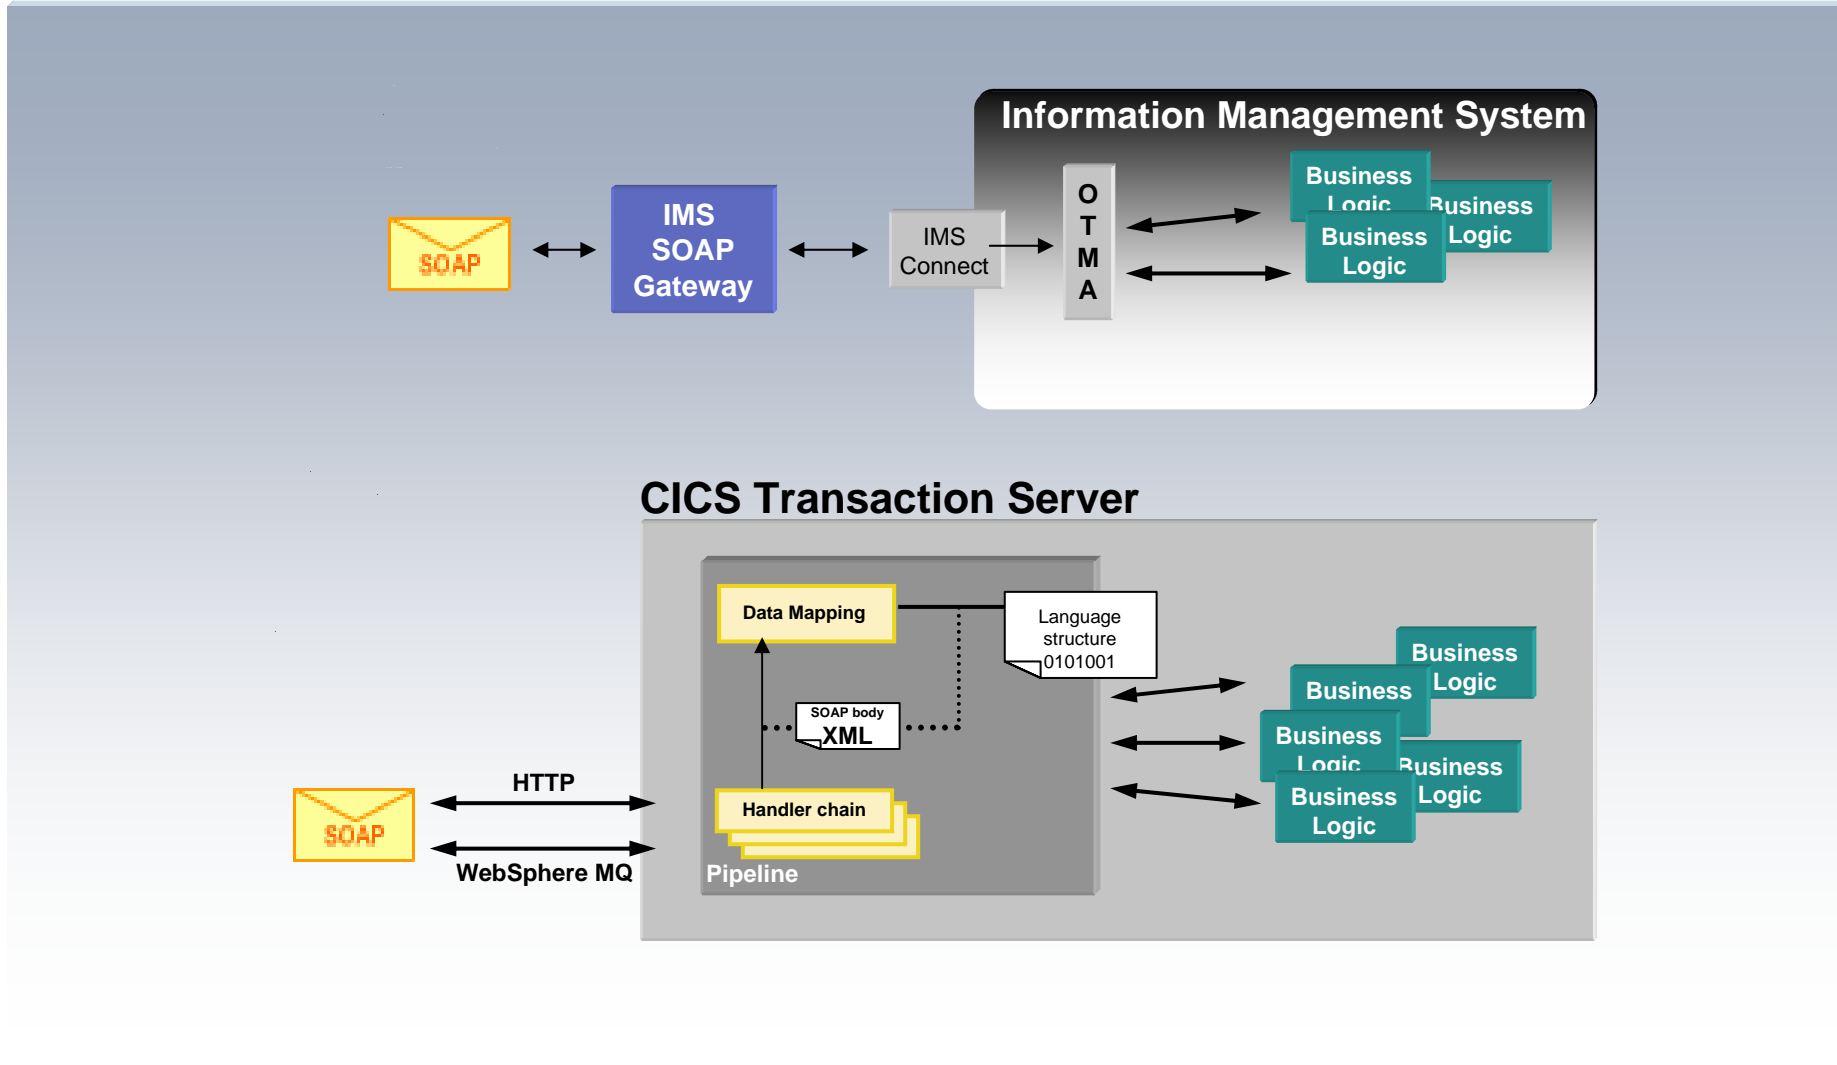 Information Management System
SOAP
IMS
SOAP
Gateway
IMS
Connect
O
T
M
A
Business
Logic
Business
Logic
Business
Logic
CICS Transaction Server
Data Mapping
Language
structure
0101001
SOAP body
XML
Handler chain
Pipeline
SOAP
HTTP
WebSphere MQ
Business
Logic
Business
Business
Logic
Business
Logic
Business
Logic